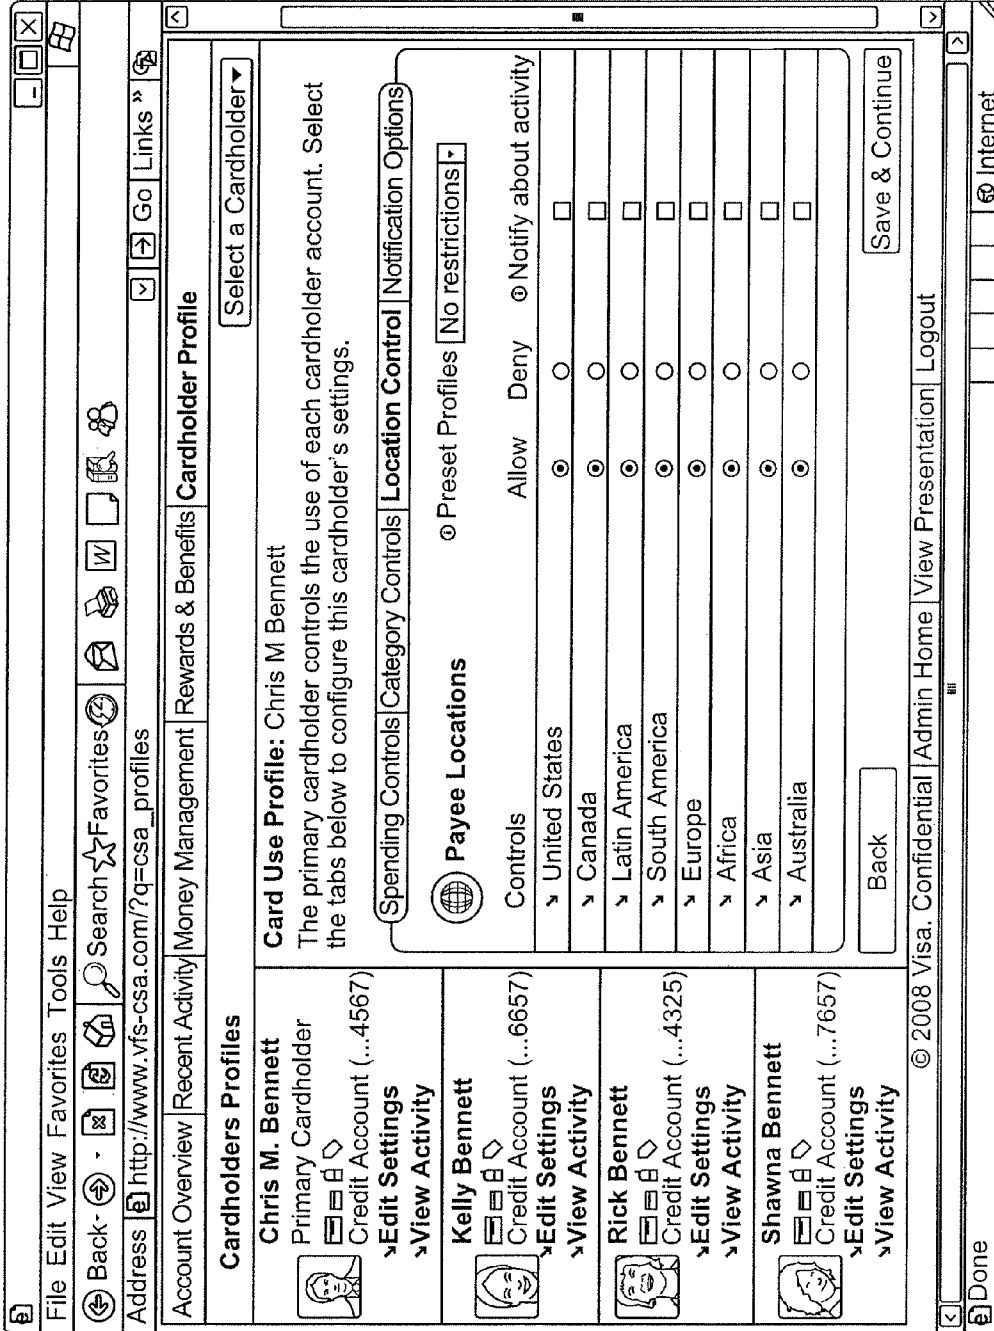 File Edit View Favorites Tools Help
Back
Search Favorites W
Address http://www.vfs-csa.com/?q=csa_profiles Go Links »
Account Overview Recent Activity Money Management Rewards & Benefits Cardholder Profile
Cardholders Profiles
Select a Cardholder
Chris M. Bennett
Primary Cardholder
Credit Account (...4567)
Edit Settings
View Activity
Kelly Bennett
Credit Account (...6657)
Edit Settings
View Activity
Rick Bennett
Credit Account (...4325)
Edit Settings
View Activity
Shawna Bennett
Credit Account (...7657)
Edit Settings
View Activity
Card Use Profile: Chris M Bennett
The primary cardholder controls the use of each cardholder account. Select
the tabs below to configure this cardholder's settings.
Spending Controls Category Controls Location Control Notification Options
Payee Locations
Preset Profiles No restrictions
Controls Allow Deny Notify about activity
United States
Canada
Latin America
South America
Europe
Africa
Asia
Australia
Back Save & Continue
© 2008 Visa. Confidential Admin Home View Presentation Logout
Done Internet